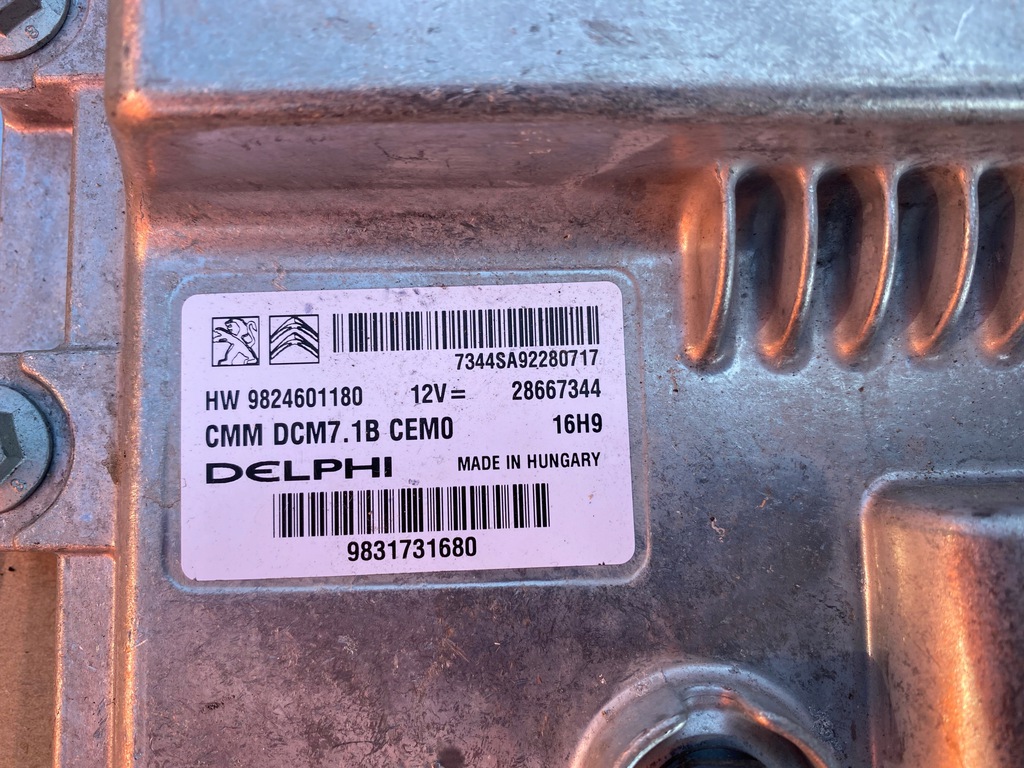 7344SA92280717
HW 9824601180 12V= 28667344
CMM DCM7.1B CEM0 16H9
DELPHI MADE IN HUNGARY
9831731680